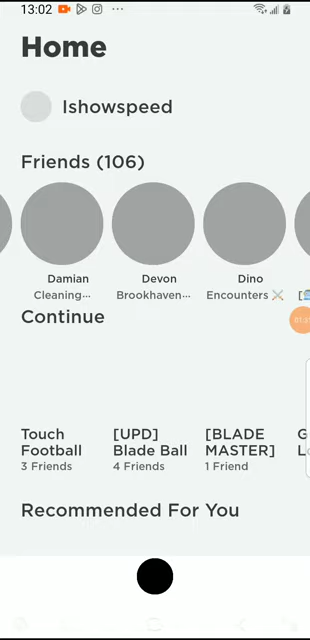 13:02
Home
Ishowspeed
Friends (106)
Damian
Devon
Dino
Cleaning...
Brookhaven...
Encounters ⚔️
Continue
Touch
Football
3 Friends
[UPD]
Blade Ball
4 Friends
[BLADE
MASTER]
1 Friend
G
L
Recommended For You